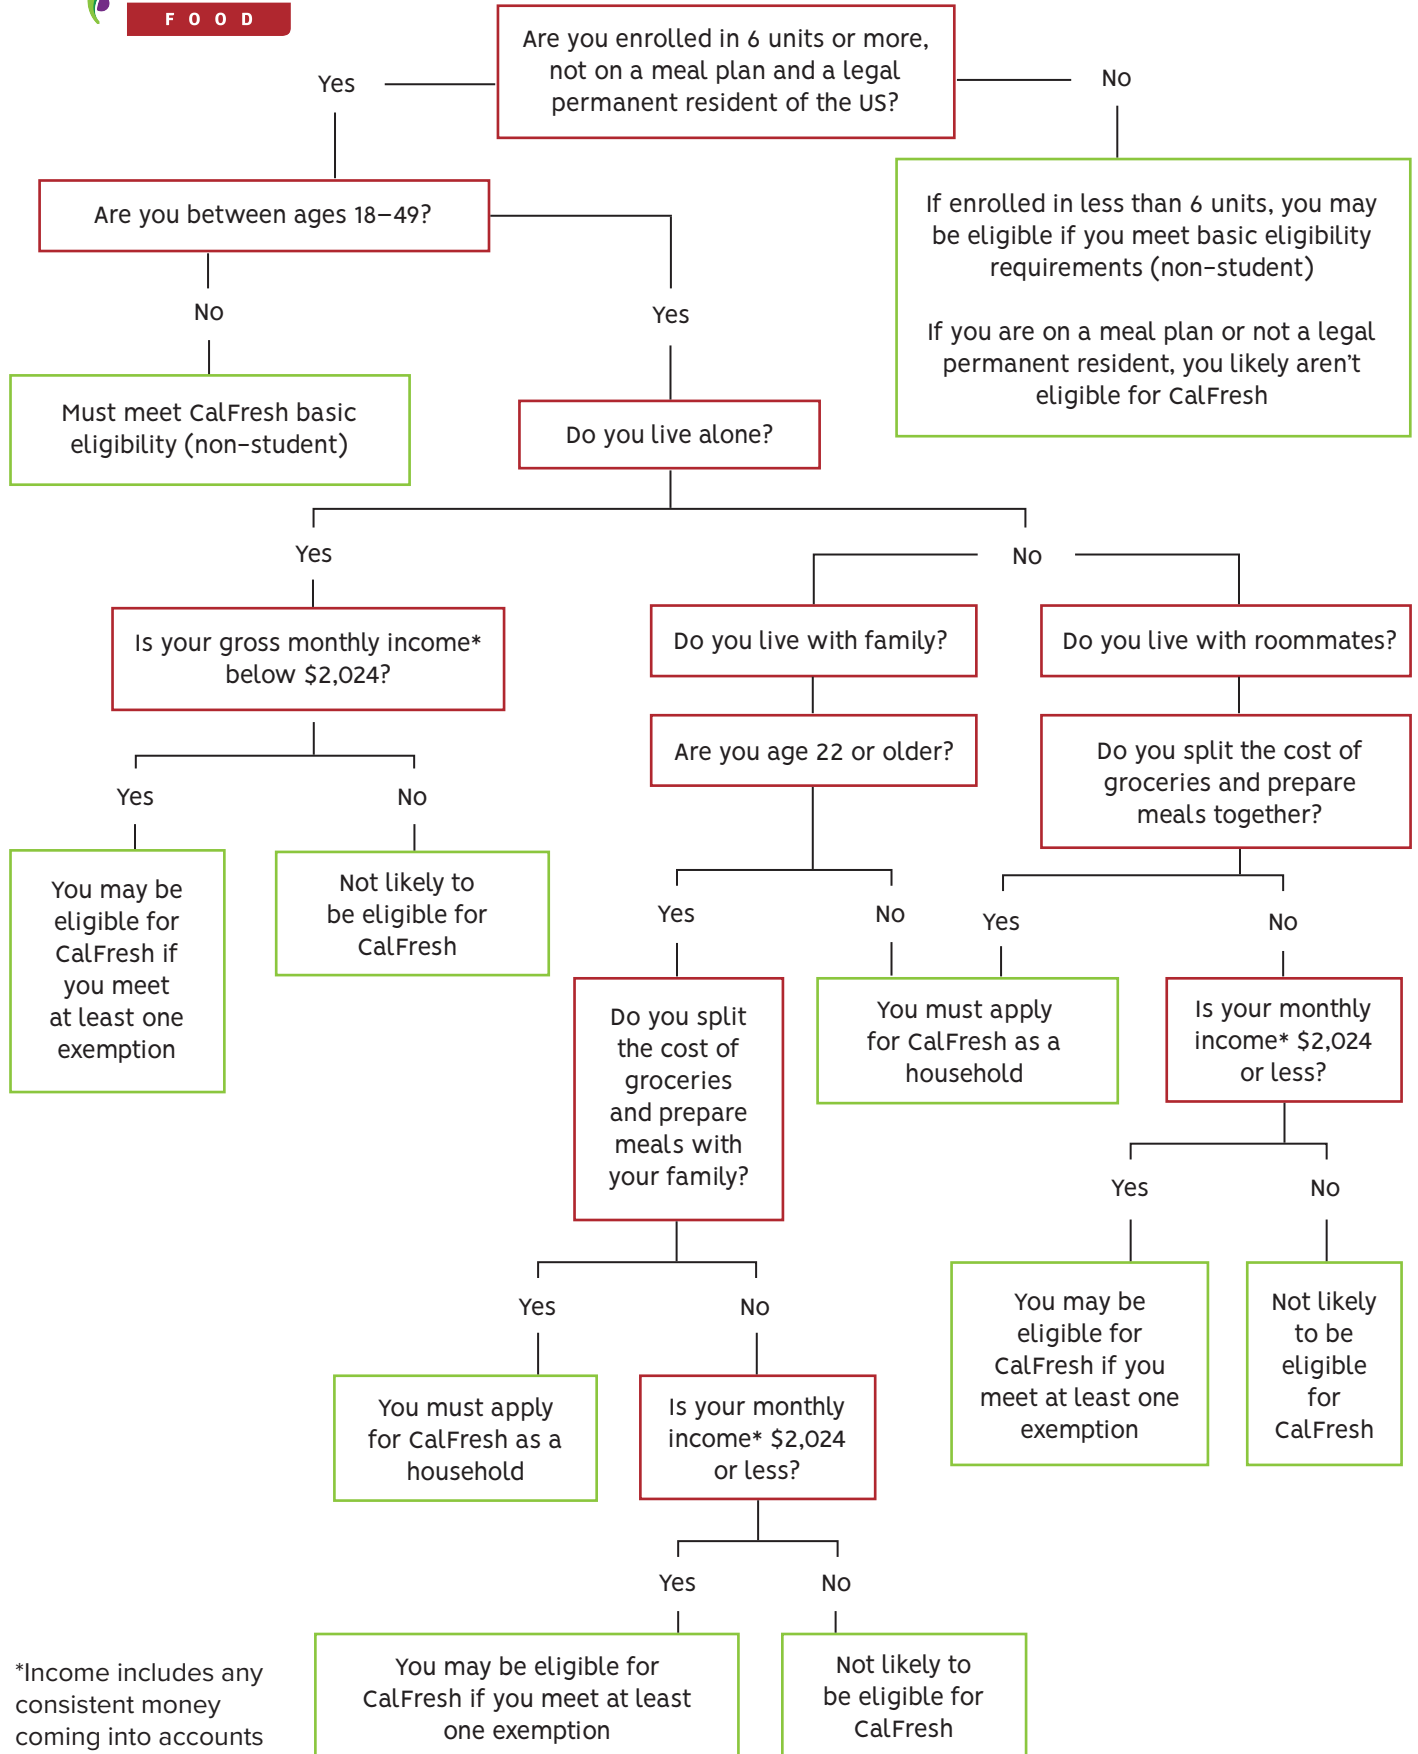 FOOD
Are you enrolled in 6 units or more,
not on a meal plan and a legal
permanent resident of the US?
Yes
No
Are you between ages 18–49?
If enrolled in less than 6 units, you may
be eligible if you meet basic eligibility
requirements (non-student)
If you are on a meal plan or not a legal
permanent resident, you likely aren't
eligible for CalFresh
No
Yes
Must meet CalFresh basic
eligibility (non-student)
Do you live alone?
Yes
No
Is your gross monthly income*
below $2,024?
Do you live with family?
Do you live with roommates?
Are you age 22 or older?
Do you split the cost of
groceries and prepare
meals together?
Yes
No
You may be
eligible for
CalFresh if
you meet
at least one
exemption
Not likely to
be eligible for
CalFresh
Yes
No
Yes
No
Do you split
the cost of
groceries
and prepare
meals with
your family?
You must apply
for CalFresh as a
household
Is your monthly
income* $2,024
or less?
Yes
No
You may be
eligible for
CalFresh if you
meet at least one
exemption
Not likely
to be
eligible
for
CalFresh
Yes
No
You must apply
for CalFresh as a
household
Is your monthly
income* $2,024
or less?
Yes
No
You may be eligible for
CalFresh if you meet at least
one exemption
Not likely to
be eligible for
CalFresh
*Income includes any
consistent money
coming into accounts